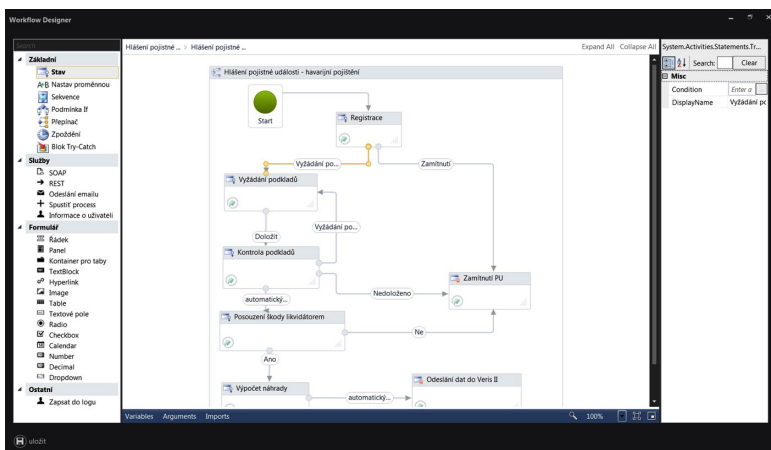 Workflow Designer
Search
Základní
Stav
A•B Nastav proměnnou
Sekvence
Podmínka If
Přepínač
Zpoždění
Blok Try-Catch
Služby
SOAP
REST
Odeslání emailu
Spustiť process
Informace o uživateli
Formulář
Řádek
Panel
Kontainer pro taby
TextBlock
Hyperlink
Image
Table
Textové pole
Radio
Checkbox
Calendar
Number
Decimal
Dropdown
Ostatní
Zapsat do logu
Hlášení pojistné ... > Hlášení pojistné ...
Expand All Collapse All
Hlášení pojistné události - havarijní pojištění
Start
Registrace
Vyžádání po...
Zamítnutí
Vyžádání podkladů
Vyžádání po...
Doložit
Kontrola podkladů
Zamítnutí PU
Nedoloženo
automatický...
Posouzení škody likvidátorem
Ne
Ano
Výpočet náhrady
automatický...
Odeslání dat do Veris II
Variables Arguments Imports
100%
System.Activities.Statements.Tr...
Search: Clear
Misc
Condition Enter a
DisplayName Vyžádání po
uložit